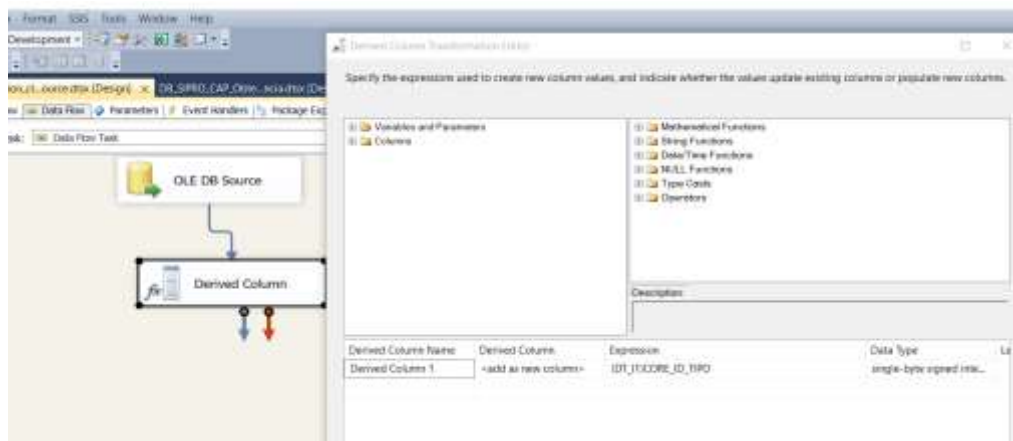 Format SSIS Tools Window Help
Development
(Design) ×
Data Flow Parameters Event Handlers Package Exp
Data Flow Task
OLE DB Source
Derived Column
Derived Column Transformation Editor
Specify the expressions used to create new column values, and indicate whether the values update existing columns or populate new columns.
Variables and Parameters
Columns
Mathematical Functions
String Functions
Date/Time Functions
NULL Functions
Type Casts
Operators
Description:
Derived Column Name Derived Column Expression Data Type Le
Derived Column 1 <add as new column> (DT_I1)CORE_ID_TIPO single-byte signed inte...